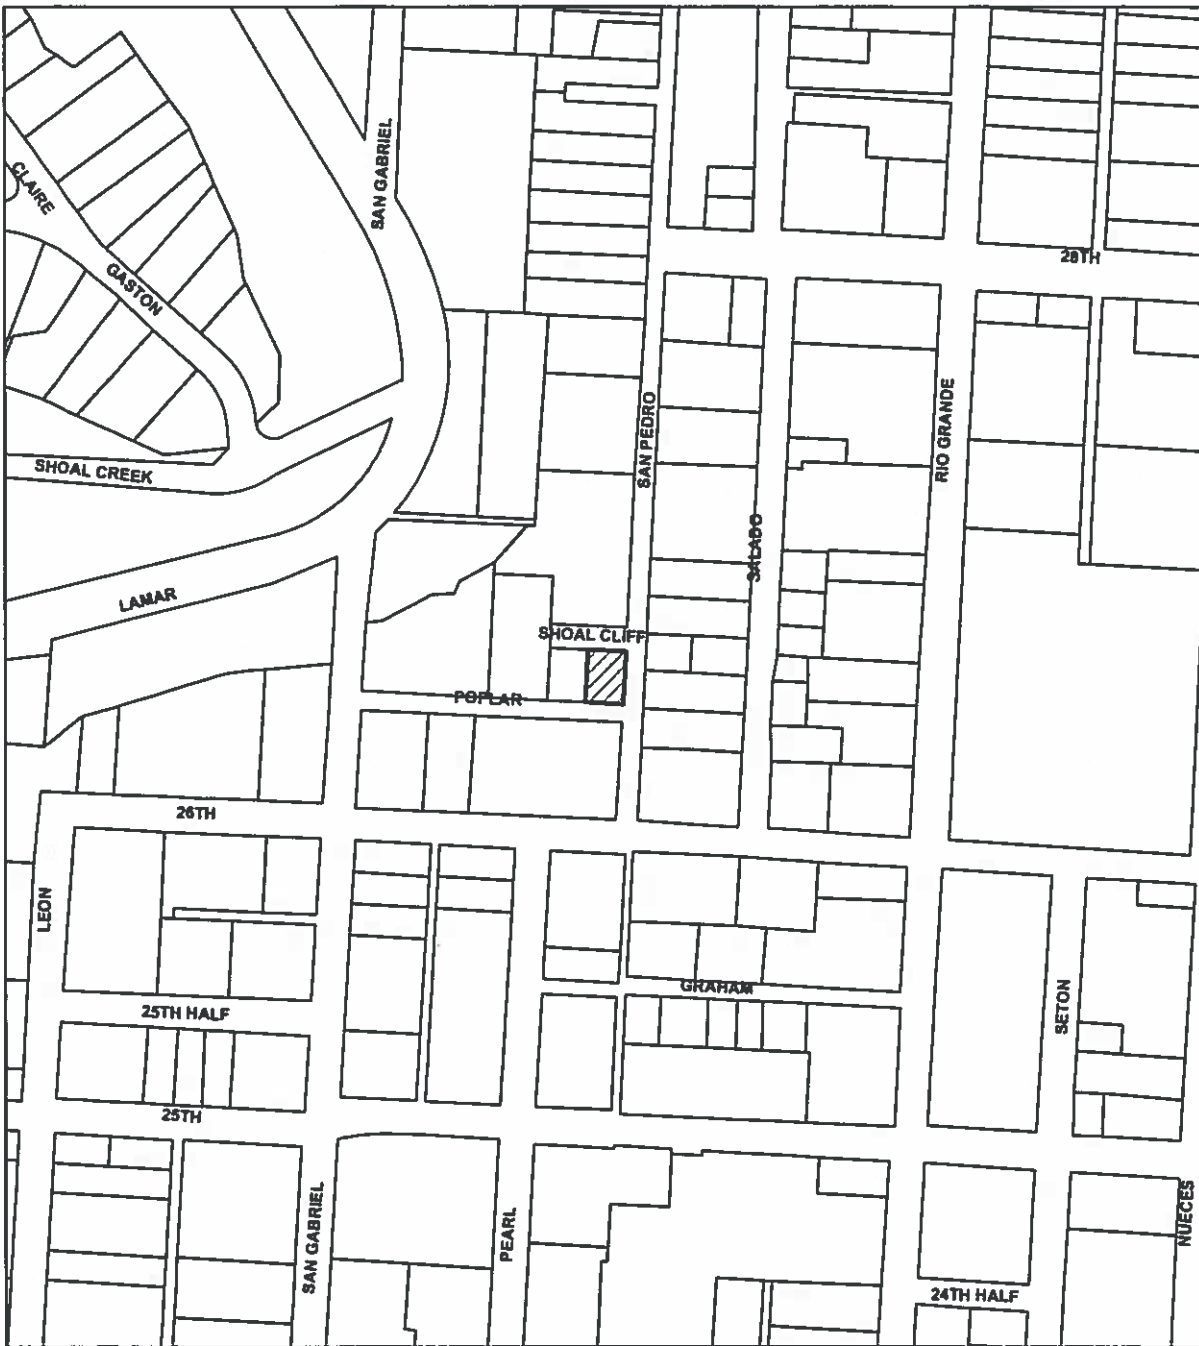 SAN GABRIEL
CLAIRE
GASTON
28TH
SAN PEDRO
RIO GRANDE
SHOAL CREEK
SALADO
LAMAR
SHOAL CLIFF
POPLAR
26TH
LEON
GRAHAM
SETON
25TH HALF
25TH
SAN GABRIEL
PEARL
NUECES
24TH HALF